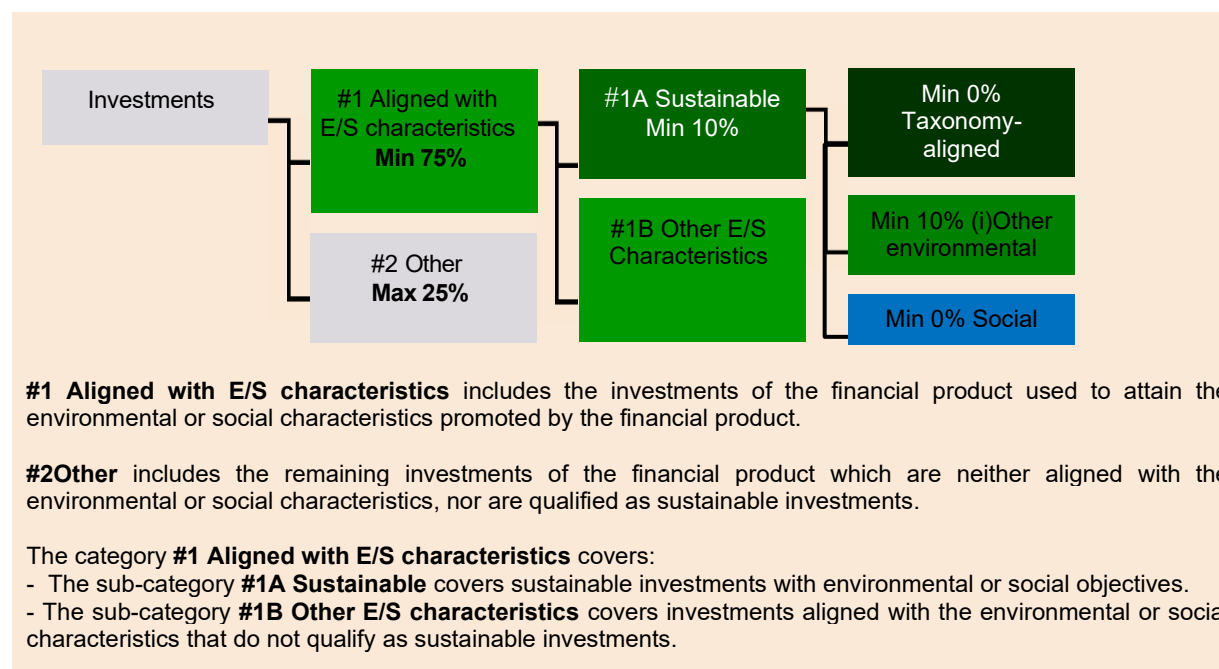 Investments
#1 Aligned with
E/S characteristics
Min 75%
#2 Other
Max 25%
#1A Sustainable
Min 10%
#1B Other E/S
Characteristics
Min 0%
Taxonomy-
aligned
Min 10% (i)Other
environmental
Min 0% Social
#1 Aligned with E/S characteristics includes the investments of the financial product used to attain the
environmental or social characteristics promoted by the financial product.
#2Other includes the remaining investments of the financial product which are neither aligned with the
environmental or social characteristics, nor are qualified as sustainable investments.
The category #1 Aligned with E/S characteristics covers:
- The sub-category #1A Sustainable covers sustainable investments with environmental or social objectives.
- The sub-category #1B Other E/S characteristics covers investments aligned with the environmental or social
characteristics that do not qualify as sustainable investments.